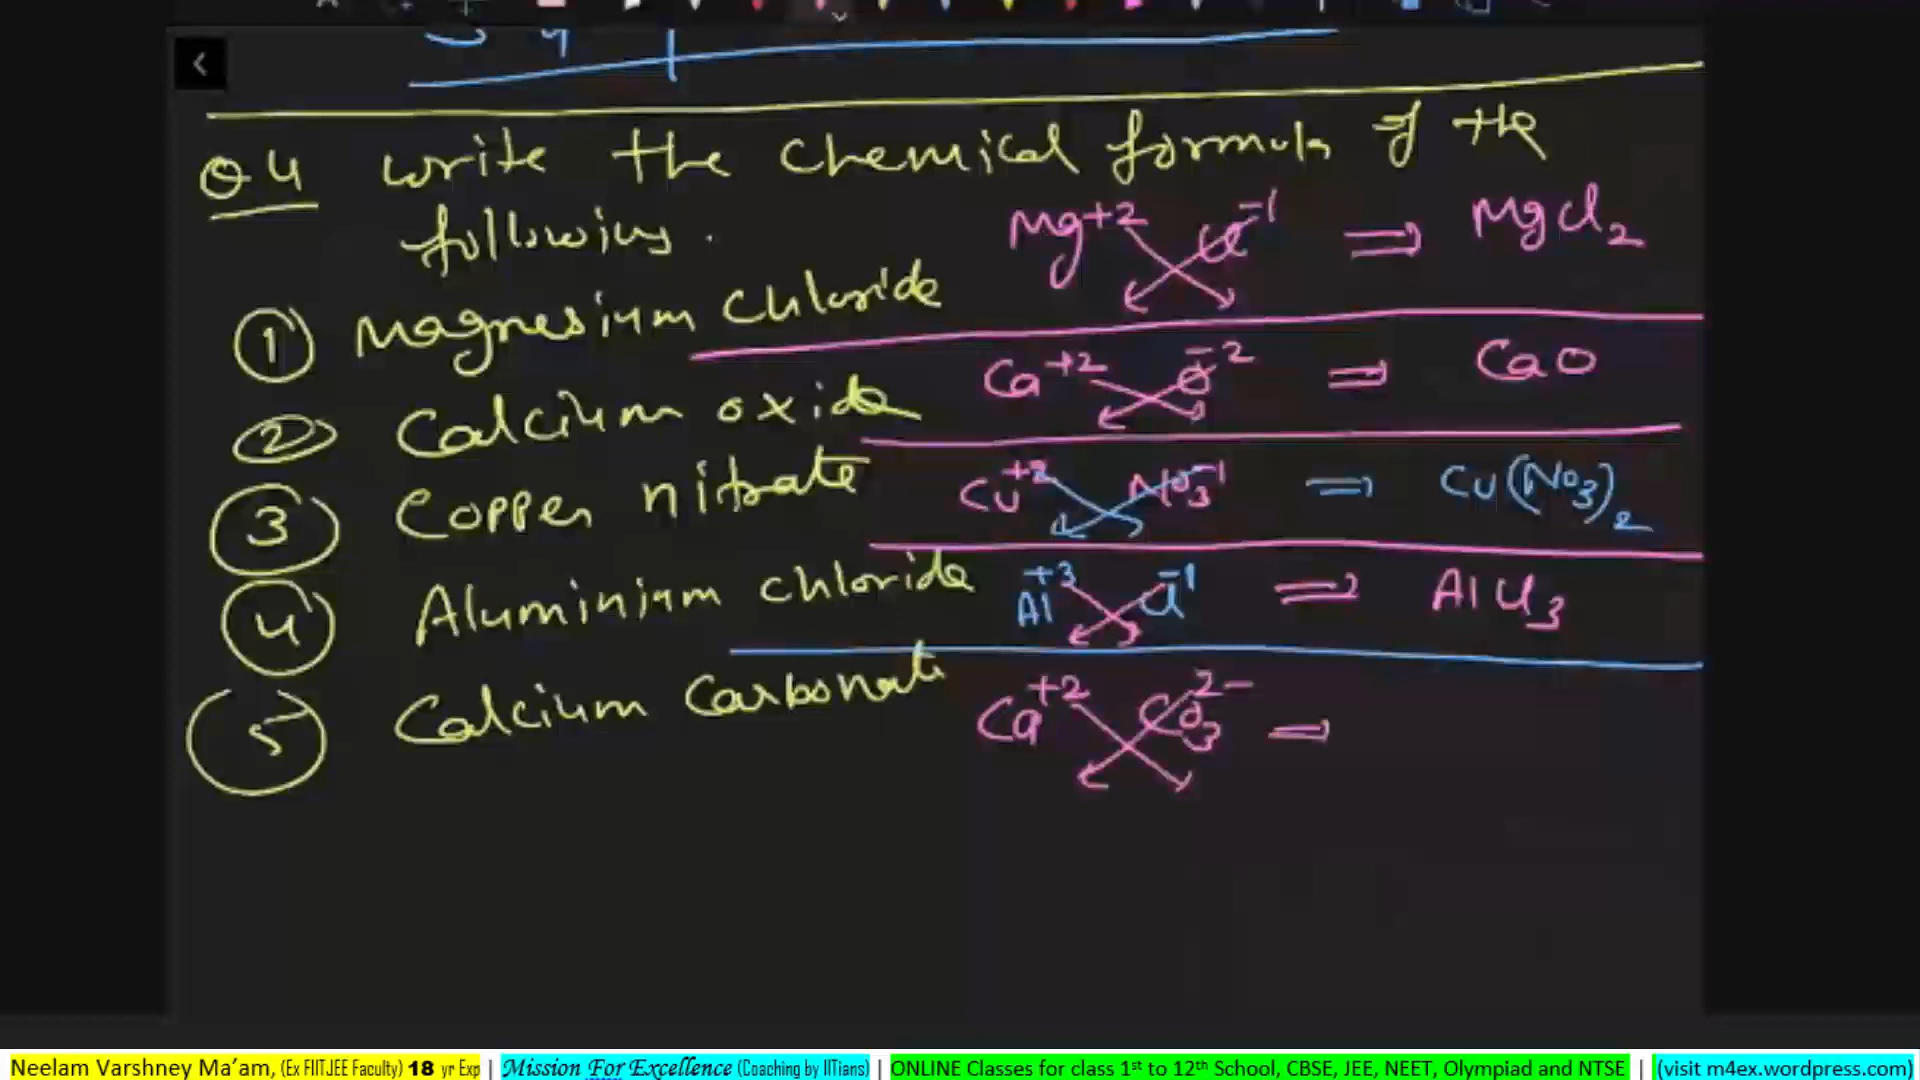 Q4 Write the chemical formula of the
following.
① Magnesium Chloride Mg+2 Cl-1 ⇒ MgCl2
② Calcium oxide Ca+2 O-2 ⇒ CaO
③ Copper nitrate Cu+2 NO3-1 ⇒ Cu(NO3)2
④ Aluminium chloride Al+3 Cl-1 ⇒ AlCl3
⑤ Calcium Carbonate Ca+2 CO3 2- ⇒
Neelam Varshney Ma’am, (Ex FIITJEE Faculty) 18 yr Exp | Mission For Excellence (Coaching by IITians) | ONLINE Classes for class 1st to 12th School, CBSE, JEE, NEET, Olympiad and NTSE | (visit m4ex.wordpress.com)